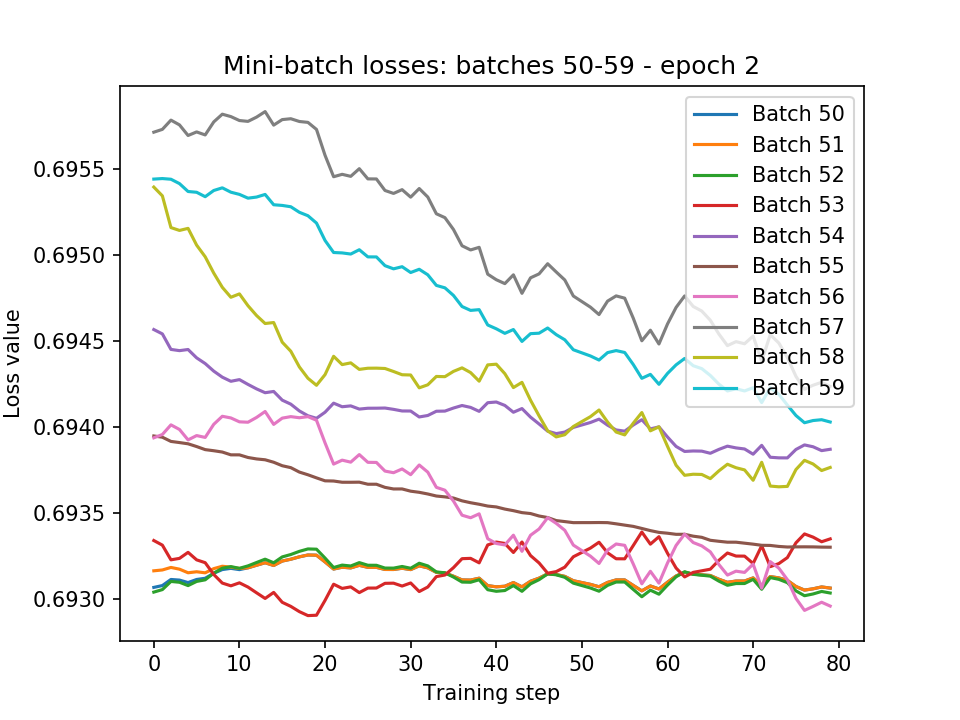 Mini-batch losses: batches 50-59 - epoch 2
Loss value
0.6955
0.6950
0.6945
0.6940
0.6935
0.6930
Batch 50
Batch 51
Batch 52
Batch 53
Batch 54
Batch 55
Batch 56
Batch 57
Batch 58
Batch 59
0 10 20 30 40 50 60 70 80
Training step